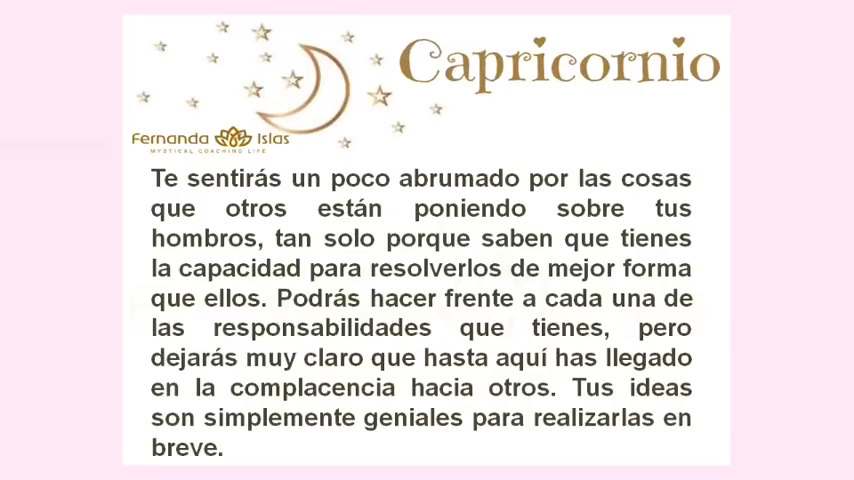 Capricornio
Fernanda Islas
MYSTICAL COACHING LIFE
Te sentirás un poco abrumado por las cosas
que otros están poniendo sobre tus
hombros, tan solo porque saben que tienes
la capacidad para resolverlos de mejor forma
que ellos. Podrás hacer frente a cada una de
las responsabilidades que tienes, pero
dejarás muy claro que hasta aquí has llegado
en la complacencia hacia otros. Tus ideas
son simplemente geniales para realizarlas en
breve.